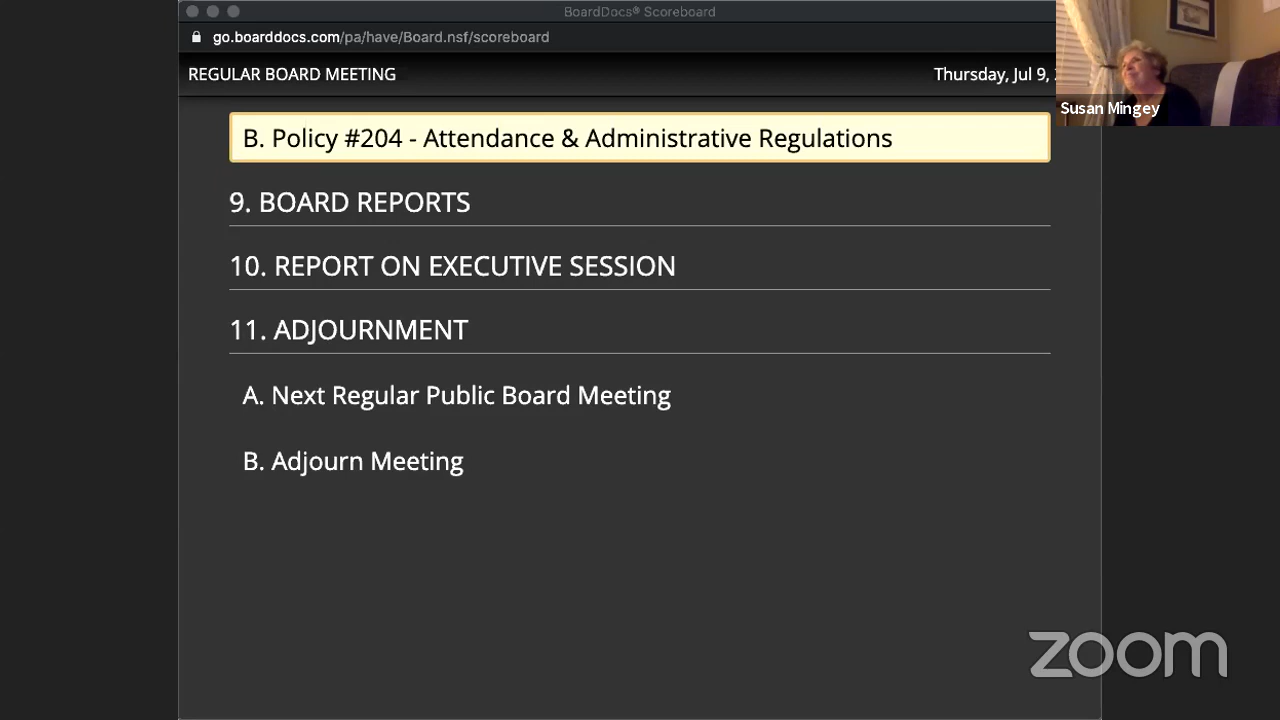 BoardDocs® Scoreboard
go.boarddocs.com/pa/have/Board.nsf/scoreboard
REGULAR BOARD MEETING
Thursday, Jul 9,
Susan Mingey
B. Policy #204 - Attendance & Administrative Regulations
9. BOARD REPORTS
10. REPORT ON EXECUTIVE SESSION
11. ADJOURNMENT
A. Next Regular Public Board Meeting
B. Adjourn Meeting
zoom